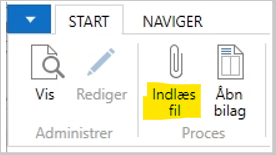 START NAVIGER
Vis Rediger Indlæs Åbn
fil bilag
Administrer Proces